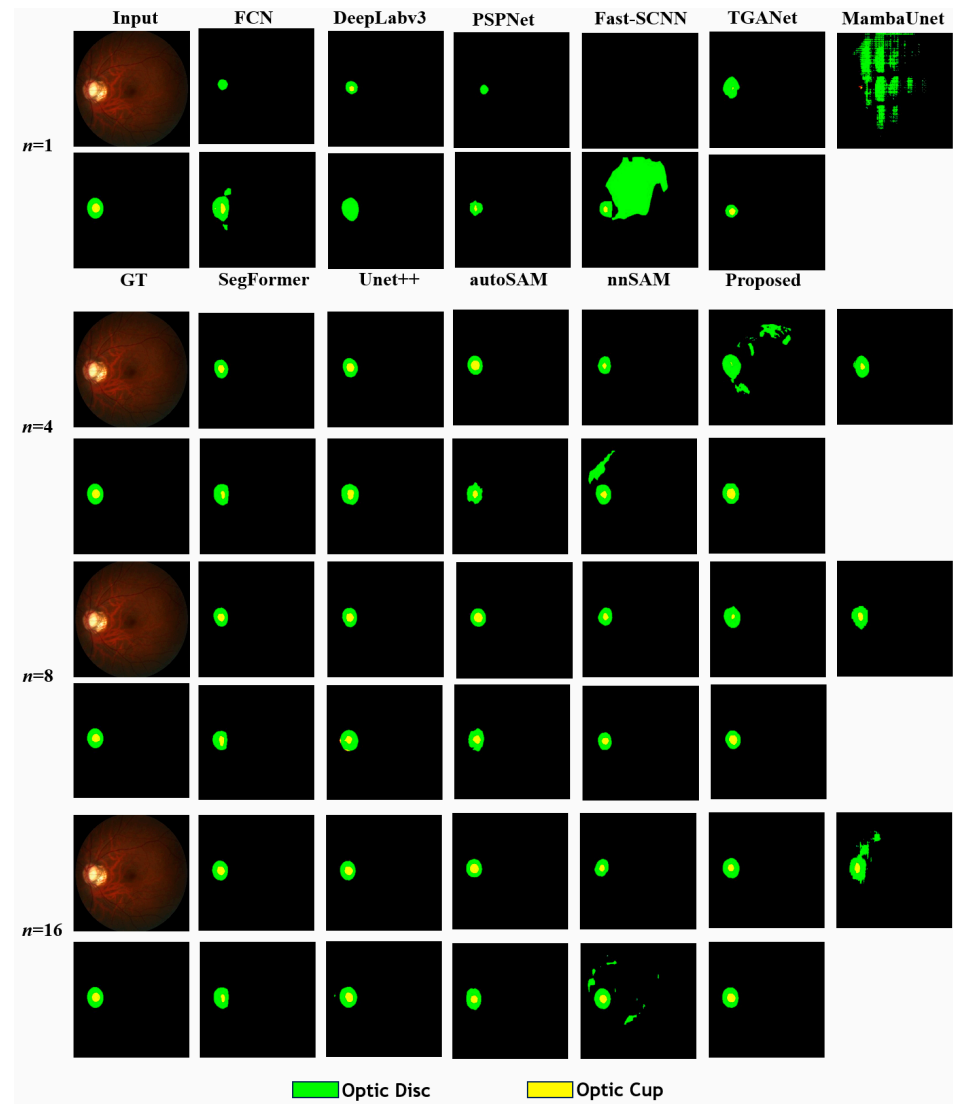 Input FCN DeepLabv3 PSPNet Fast-SCNN TGANet MambaUnet
n=1
GT SegFormer Unet++ autoSAM nnSAM Proposed
n=4
n=8
n=16
Optic Disc Optic Cup